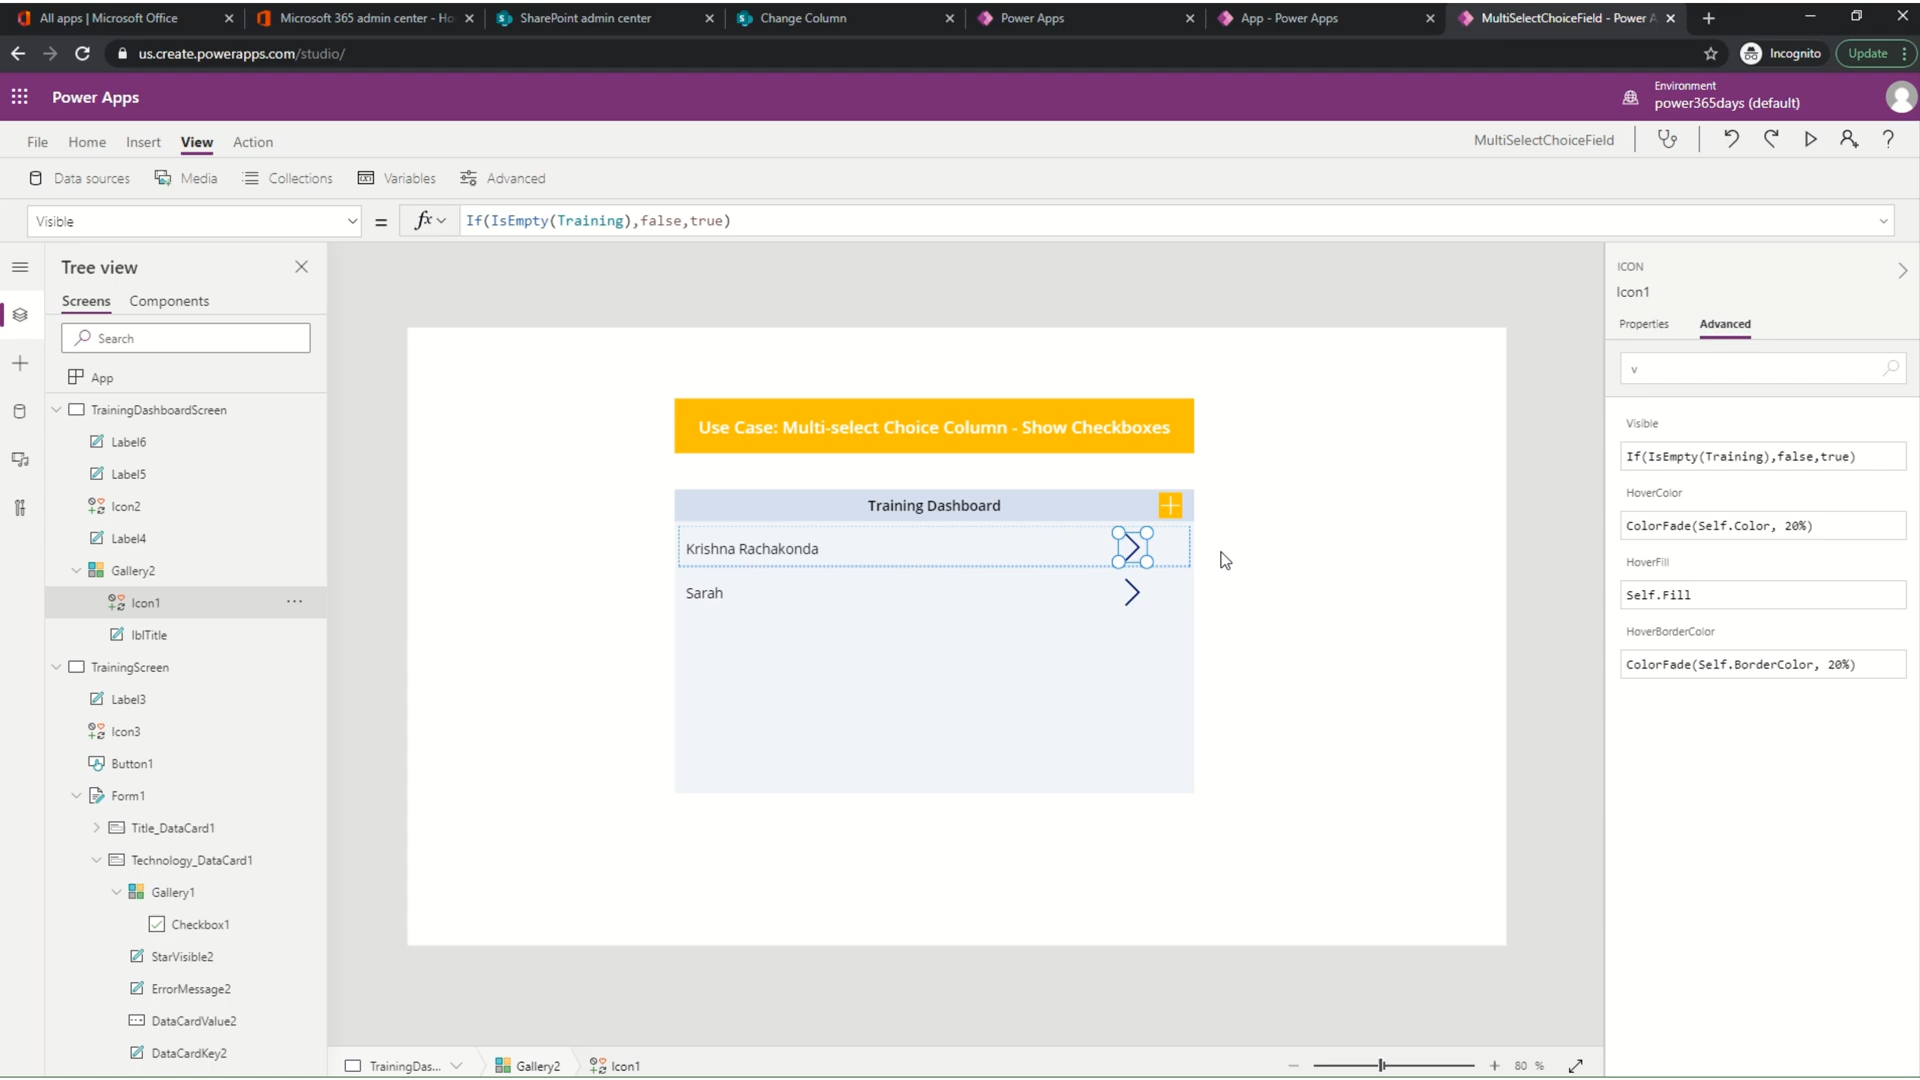 All apps | Microsoft Office
Microsoft 365 admin center - Ho
SharePoint admin center
Change Column
Power Apps
App - Power Apps
MultiSelectChoiceField - Power A
us.create.powerapps.com/studio/
Incognito
Update
Power Apps
Environment
power365days (default)
File
Home
Insert
View
Action
MultiSelectChoiceField
Data sources
Media
Collections
Variables
Advanced
Visible
=
fx
If(IsEmpty(Training),false,true)
Tree view
Screens
Components
Search
App
TrainingDashboardScreen
Label6
Label5
Icon2
Label4
Gallery2
Icon1
lblTitle
TrainingScreen
Label3
Icon3
Button1
Form1
Title_DataCard1
Technology_DataCard1
Gallery1
Checkbox1
StarVisible2
ErrorMessage2
DataCardValue2
DataCardKey2
Use Case: Multi-select Choice Column - Show Checkboxes
Training Dashboard
Krishna Rachakonda
Sarah
ICON
Icon1
Properties
Advanced
v
Visible
If(IsEmpty(Training),false,true)
HoverColor
ColorFade(Self.Color, 20%)
HoverFill
Self.Fill
HoverBorderColor
ColorFade(Self.BorderColor, 20%)
TrainingDas...
Gallery2
Icon1
80 %